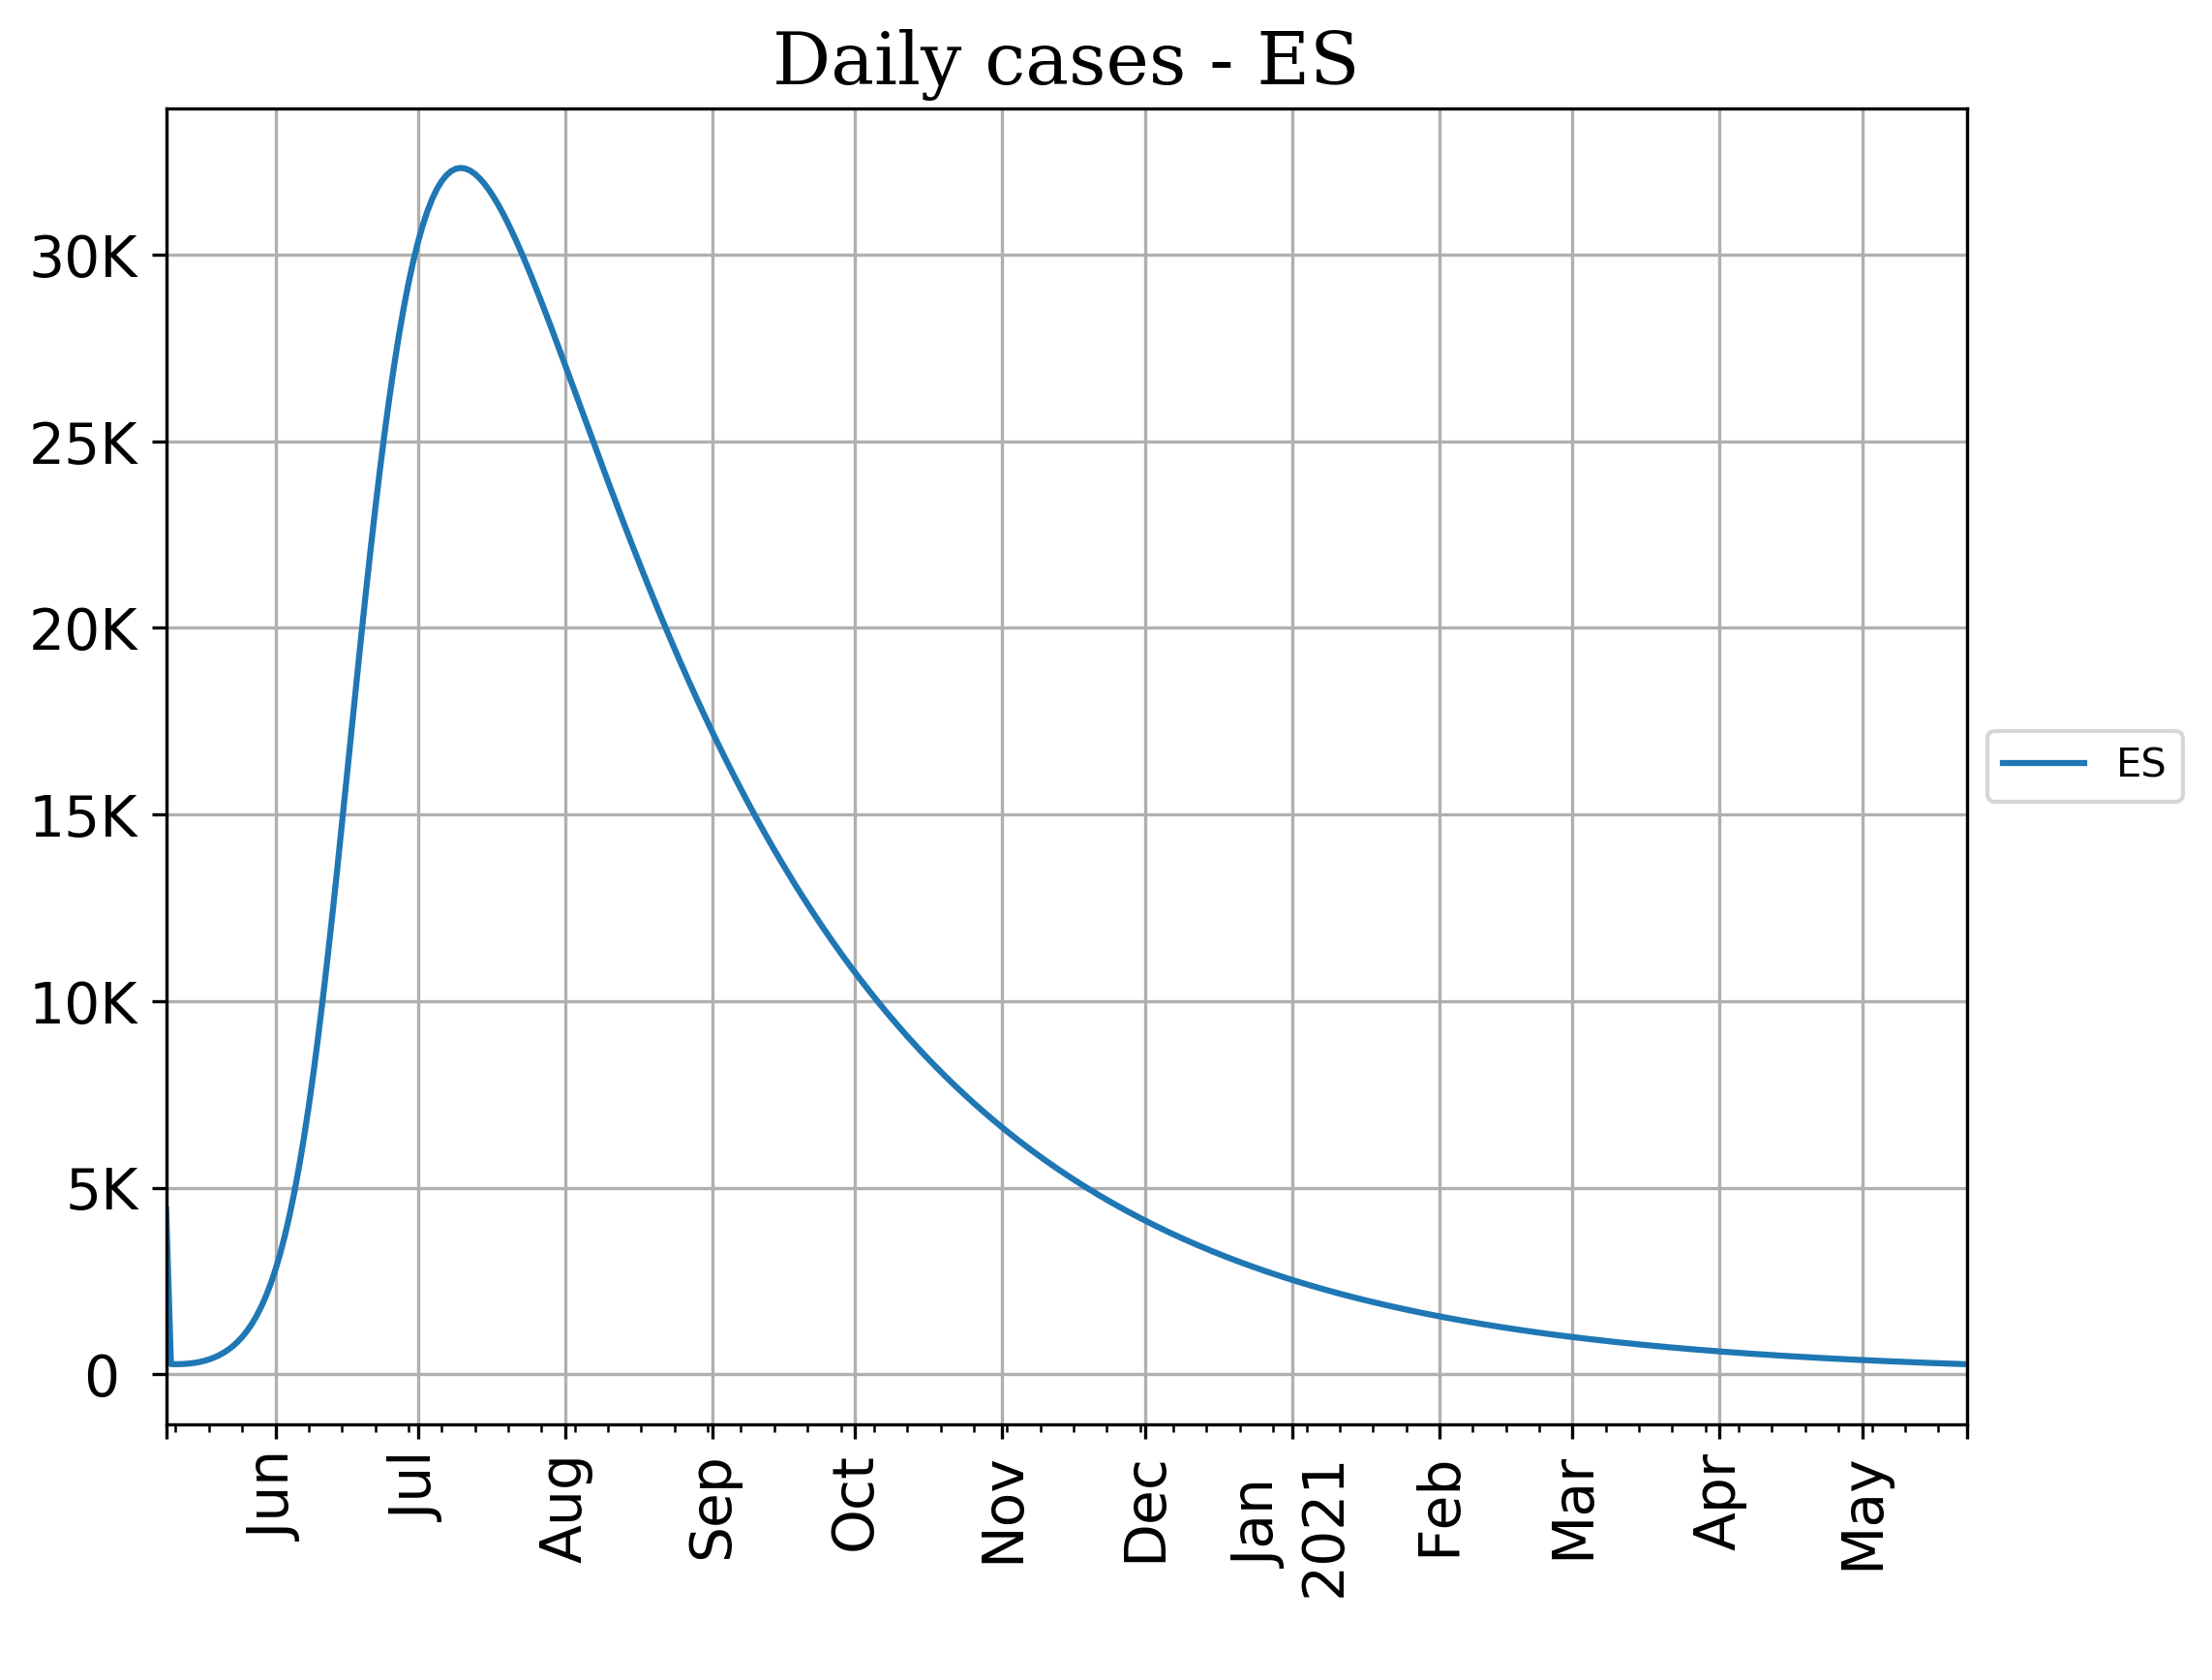 Daily cases - ES
30K
25K
20K
15K
10K
5K
0
ES
Jun
Jul
Aug
Sep
Oct
Nov
Dec
Jan
2021
Feb
Mar
Apr
May